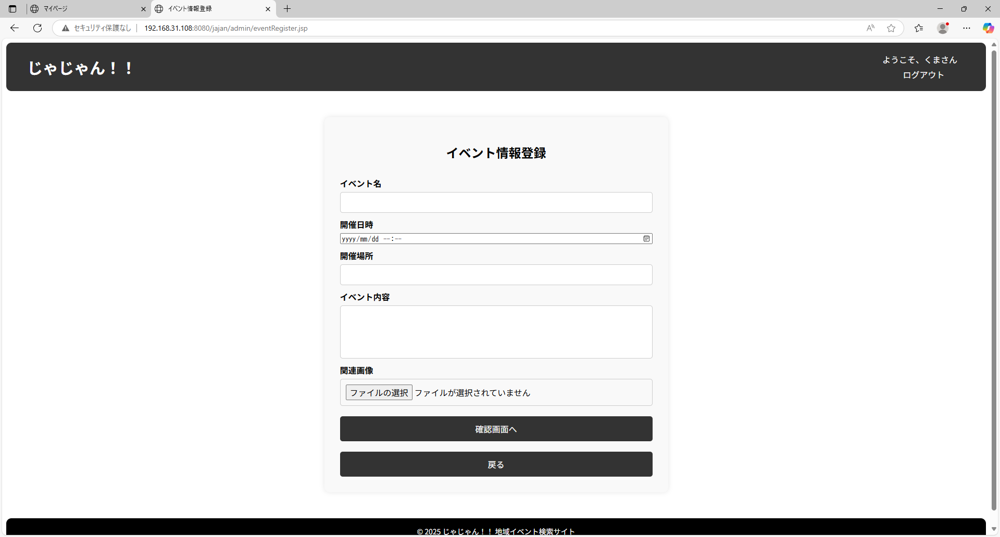 マイページ
イベント情報登録
セキュリティ保護なし
192.168.31.108:8080/jajan/admin/eventRegister.jsp
じゃじゃん！！
ようこそ、くまさん
ログアウト
イベント情報登録
イベント名
開催日時
yyyy/mm/dd --:--
開催場所
イベント内容
関連画像
ファイルの選択 ファイルが選択されていません
確認画面へ
戻る
© 2025 じゃじゃん！！ 地域イベント検索サイト